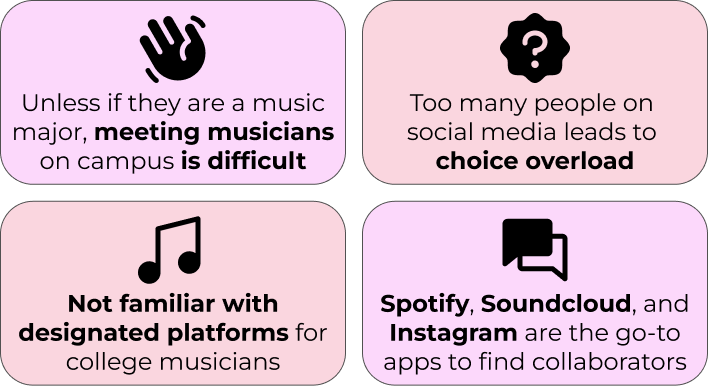 Unless if they are a music
major, meeting musicians
on campus is difficult
Too many people on
social media leads to
choice overload
Not familiar with
designated platforms for
college musicians
Spotify, Soundcloud, and
Instagram are the go-to
apps to find collaborators